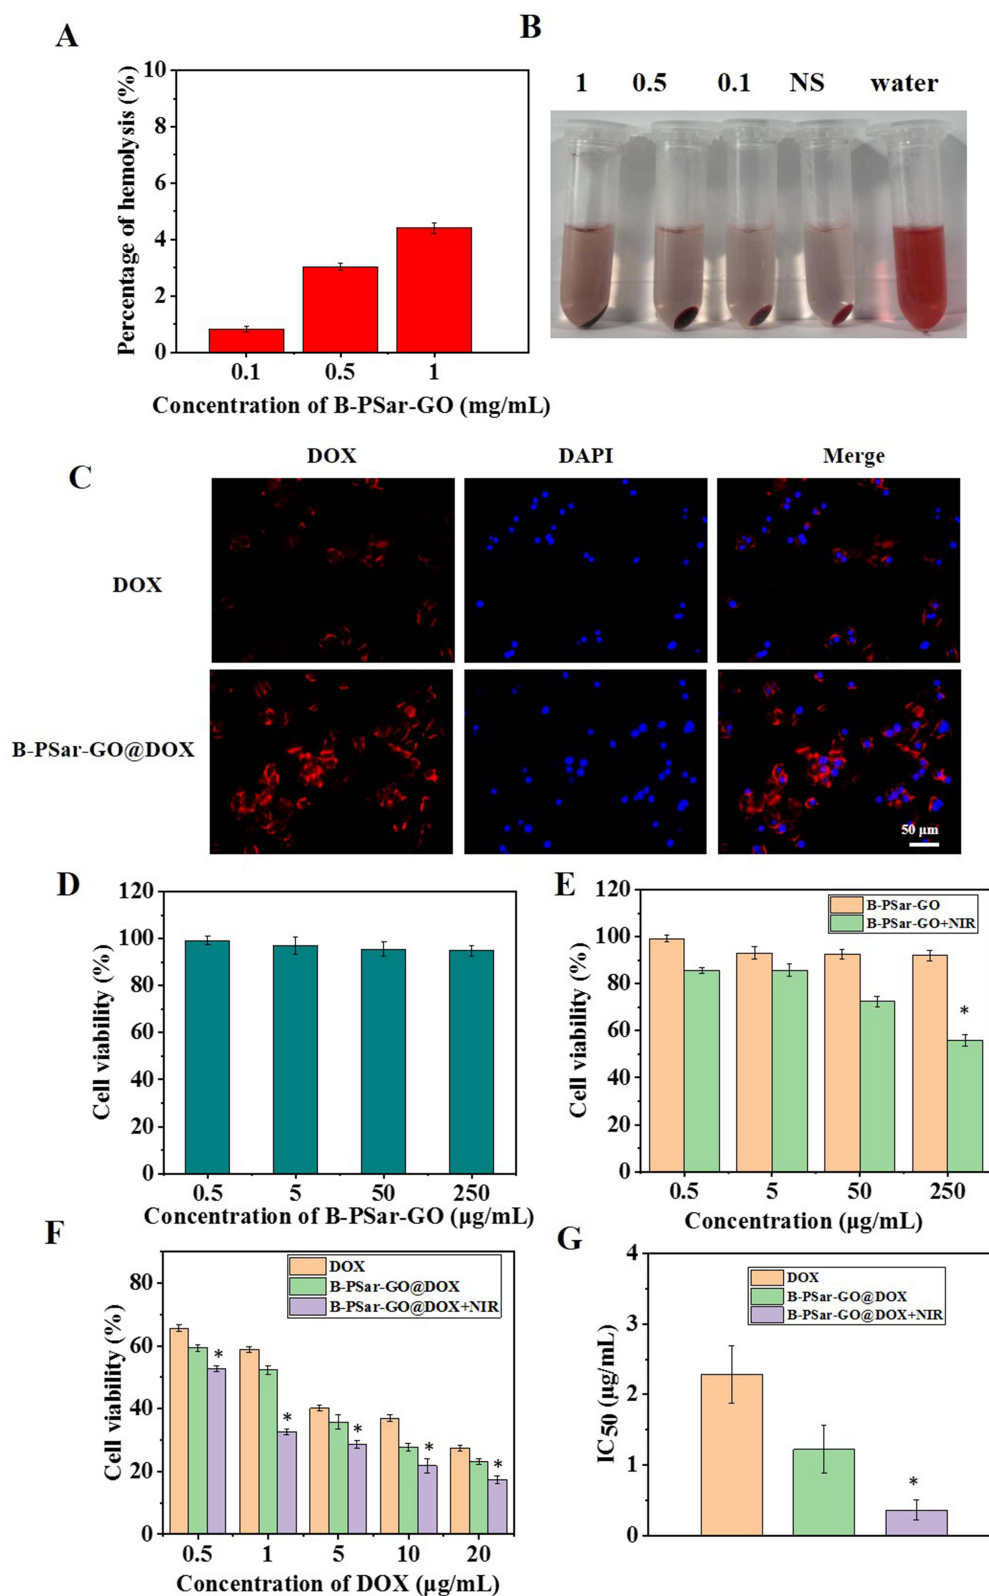 A
Percentage of hemolysis (%)
10
8
6
4
2
0
0.1 0.5 1
Concentration of B-PSar-GO (mg/mL)
B
1 0.5 0.1 NS water
C
DOX DAPI Merge
DOX
B-PSar-GO@DOX
50 μm
D
Cell viability (%)
120
100
80
60
40
20
0
0.5 5 50 250
Concentration of B-PSar-GO (μg/mL)
E
B-PSar-GO
B-PSar-GO+NIR
Cell viability (%)
120
100
80
60
40
20
0
*
0.5 5 50 250
Concentration (μg/mL)
F
DOX
B-PSar-GO@DOX
B-PSar-GO@DOX+NIR
Cell viability (%)
80
60
40
20
0
* * * * *
0.5 1 5 10 20
Concentration of DOX (μg/mL)
G
DOX
B-PSar-GO@DOX
B-PSar-GO@DOX+NIR
IC50 (μg/mL)
4
3
2
1
0
*